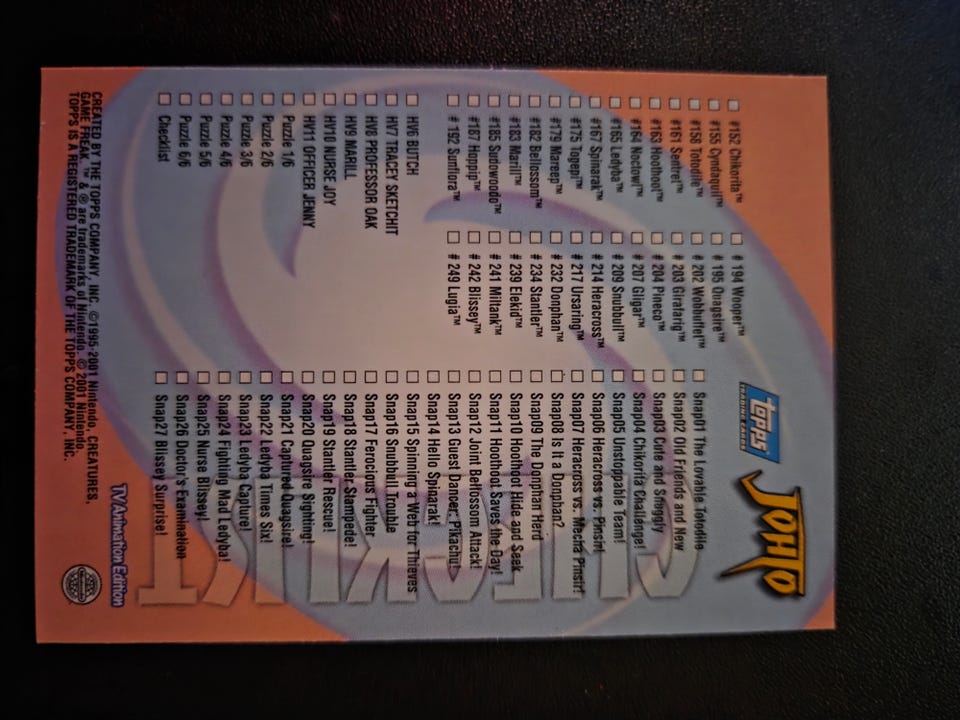 TOPPS
TRADING CARDS
JOHTO
#152 Chikorita™
#155 Cyndaquil™
#158 Totodile™
#161 Sentret™
#163 Hoothoot™
#164 Noctowl™
#165 Ledyba™
#167 Spinarak™
#175 Togepi™
#179 Mareep™
#182 Bellossom™
#183 Marill™
#185 Sudowoodo™
#187 Hoppip™
# 192 Sunflora™
HV6 BUTCH
HV7 TRACEY SKETCHIT
HV8 PROFESSOR OAK
HV9 MARILL
HV10 NURSE JOY
HV11 OFFICER JENNY
Puzzle 1/6
Puzzle 2/6
Puzzle 3/6
Puzzle 4/6
Puzzle 5/6
Puzzle 6/6
Checklist
# 194 Wooper™
# 195 Quagsire™
# 202 Wobbuffet™
# 203 Girafarig™
# 204 Pineco™
# 207 Gligar™
# 209 Snubbull™
# 214 Heracross™
# 217 Ursaring™
# 232 Donphan™
# 234 Stantler™
# 239 Elekid™
# 241 Miltank™
# 242 Blissey™
# 249 Lugia™
Snap01 The Lovable Totodile
Snap02 Old Friends and New
Snap03 Cute and Snuggly
Snap04 Chikorita Challenge!
Snap05 Unstoppable Team!
Snap06 Heracross vs. Pinsir!
Snap07 Heracross vs. Mecha Pinsir!
Snap08 Is it a Donphan?
Snap09 The Donphan Hard
Snap10 Hoothoot Hide and Seek
Snap11 Hoothoot Saves the Day!
Snap12 Joint Bellossom Attack!
Snap13 Guest Dancer: Pikachu!
Snap14 Hello Spinarak!
Snap15 Spinning a Web for Thieves
Snap16 Snubbull Trouble
Snap17 Ferocious Fighter
Snap18 Stantler Stampede!
Snap19 Stantler Rescue!
Snap20 Quagsire Sighting!
Snap21 Captured Quagsire!
Snap22 Ledyba Times Six!
Snap23 Ledyba Capture!
Snap24 Fighting Mad Ledyba!
Snap25 Nurse Blissey!
Snap26 Doctor's Examination
Snap27 Blissey Surprise!
CHECKLIST
TV Animation Edition
CREATED BY THE TOPPS COMPANY, INC. ©1995-2001 Nintendo, CREATURES,
GAME FREAK. ™ & ® are trademarks of Nintendo. © 2001 Nintendo.
TOPPS IS A REGISTERED TRADEMARK OF THE TOPPS COMPANY, INC.